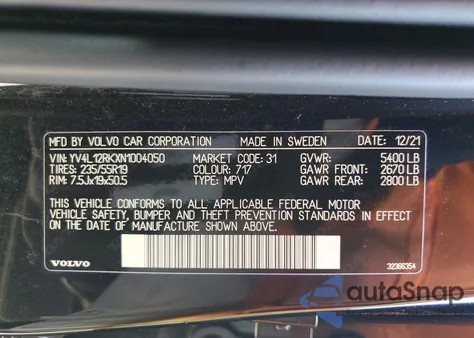 MFD BY VOLVO CAR CORPORATION MADE IN SWEDEN 12/21
VIN: YV4L12RKXN1004050 MARKET CODE: 31 GVWR: 5400 LB
TIRES: 235/55R19 COLOUR: 717 GAWR FRONT: 2670 LB
RIM: 7.5Jx19x50.5 TYPE: MPV GAWR REAR: 2800 LB
THIS VEHICLE CONFORMS TO ALL APPLICABLE FEDERAL MOTOR
VEHICLE SAFETY, BUMPER AND THEFT STANDARDS IN EFFECT
ON THE DATE OF MANUFACTURE SHOWN ABOVE.
VOLVO 32366354
autoSnap